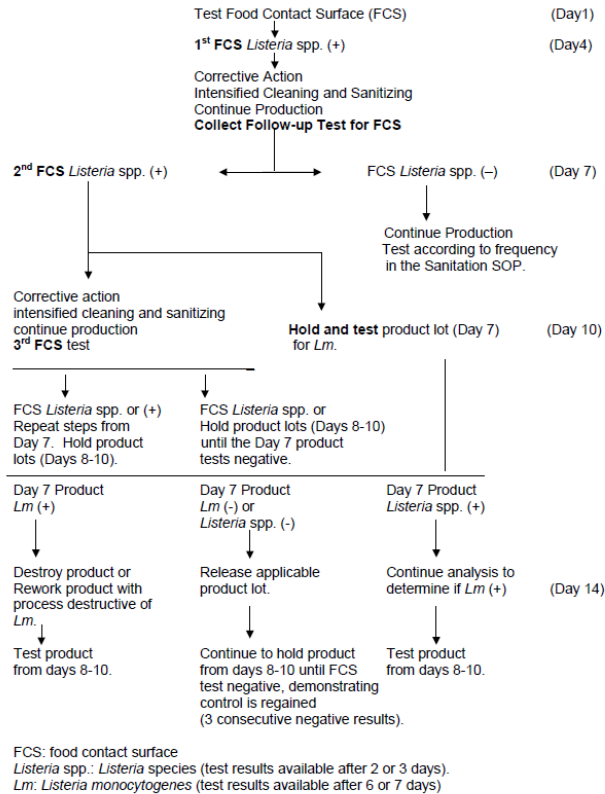 Test Food Contact Surface (FCS) (Day1)
1st FCS Listeria spp. (+) (Day4)
Corrective Action
Intensified Cleaning and Sanitizing
Continue Production
Collect Follow-up Test for FCS
2nd FCS Listeria spp. (+) FCS Listeria spp. (–) (Day 7)
Continue Production
Test according to frequency
in the Sanitation SOP.
Corrective action
intensified cleaning and sanitizing
continue production
3rd FCS test
Hold and test product lot (Day 7) (Day 10)
for Lm.
FCS Listeria spp. or (+)
Repeat steps from
Day 7. Hold product
lots (Days 8-10).
FCS Listeria spp. or
Hold product lots (Days 8-10)
until the Day 7 product
tests negative.
Day 7 Product
Lm (+)
Day 7 Product
Lm (-) or
Listeria spp. (-)
Day 7 Product
Listeria spp. (+)
Destroy product or
Rework product with
process destructive of
Lm.
Release applicable
product lot.
Continue analysis to
determine if Lm (+)
(Day 14)
Test product
from days 8-10.
Continue to hold product
from days 8-10 until FCS
test negative, demonstrating
control is regained
(3 consecutive negative results).
Test product
from days 8-10.
FCS: food contact surface
Listeria spp.: Listeria species (test results available after 2 or 3 days).
Lm: Listeria monocytogenes (test results available after 6 or 7 days)